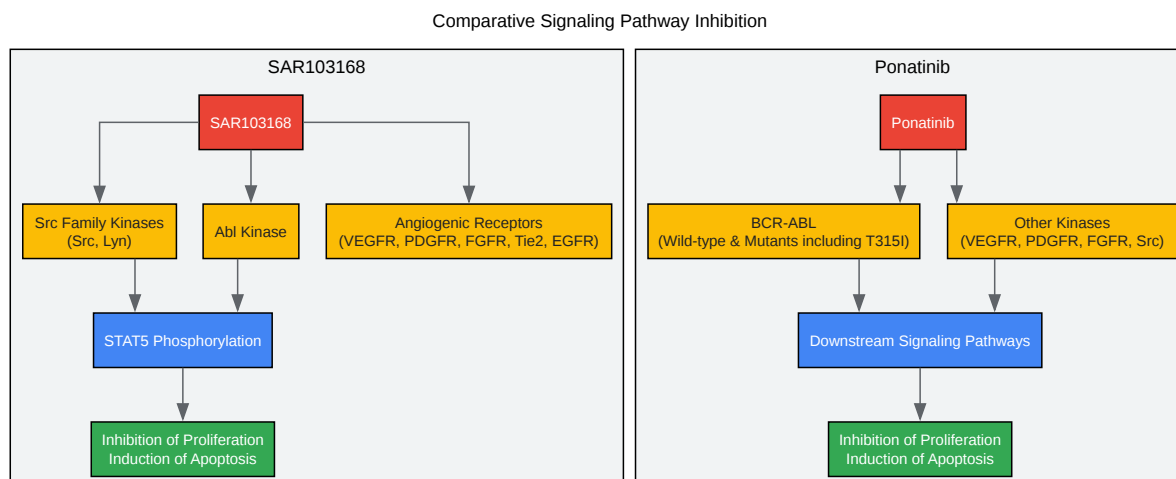 Comparative Signaling Pathway Inhibition
SAR103168
SAR103168
Src Family Kinases
(Src, Lyn)
Abl Kinase
Angiogenic Receptors
(VEGFR, PDGFR, FGFR, Tie2, EGFR)
STAT5 Phosphorylation
Inhibition of Proliferation
Induction of Apoptosis
Ponatinib
Ponatinib
BCR-ABL
(Wild-type & Mutants including T315I)
Other Kinases
(VEGFR, PDGFR, FGFR, Src)
Downstream Signaling Pathways
Inhibition of Proliferation
Induction of Apoptosis